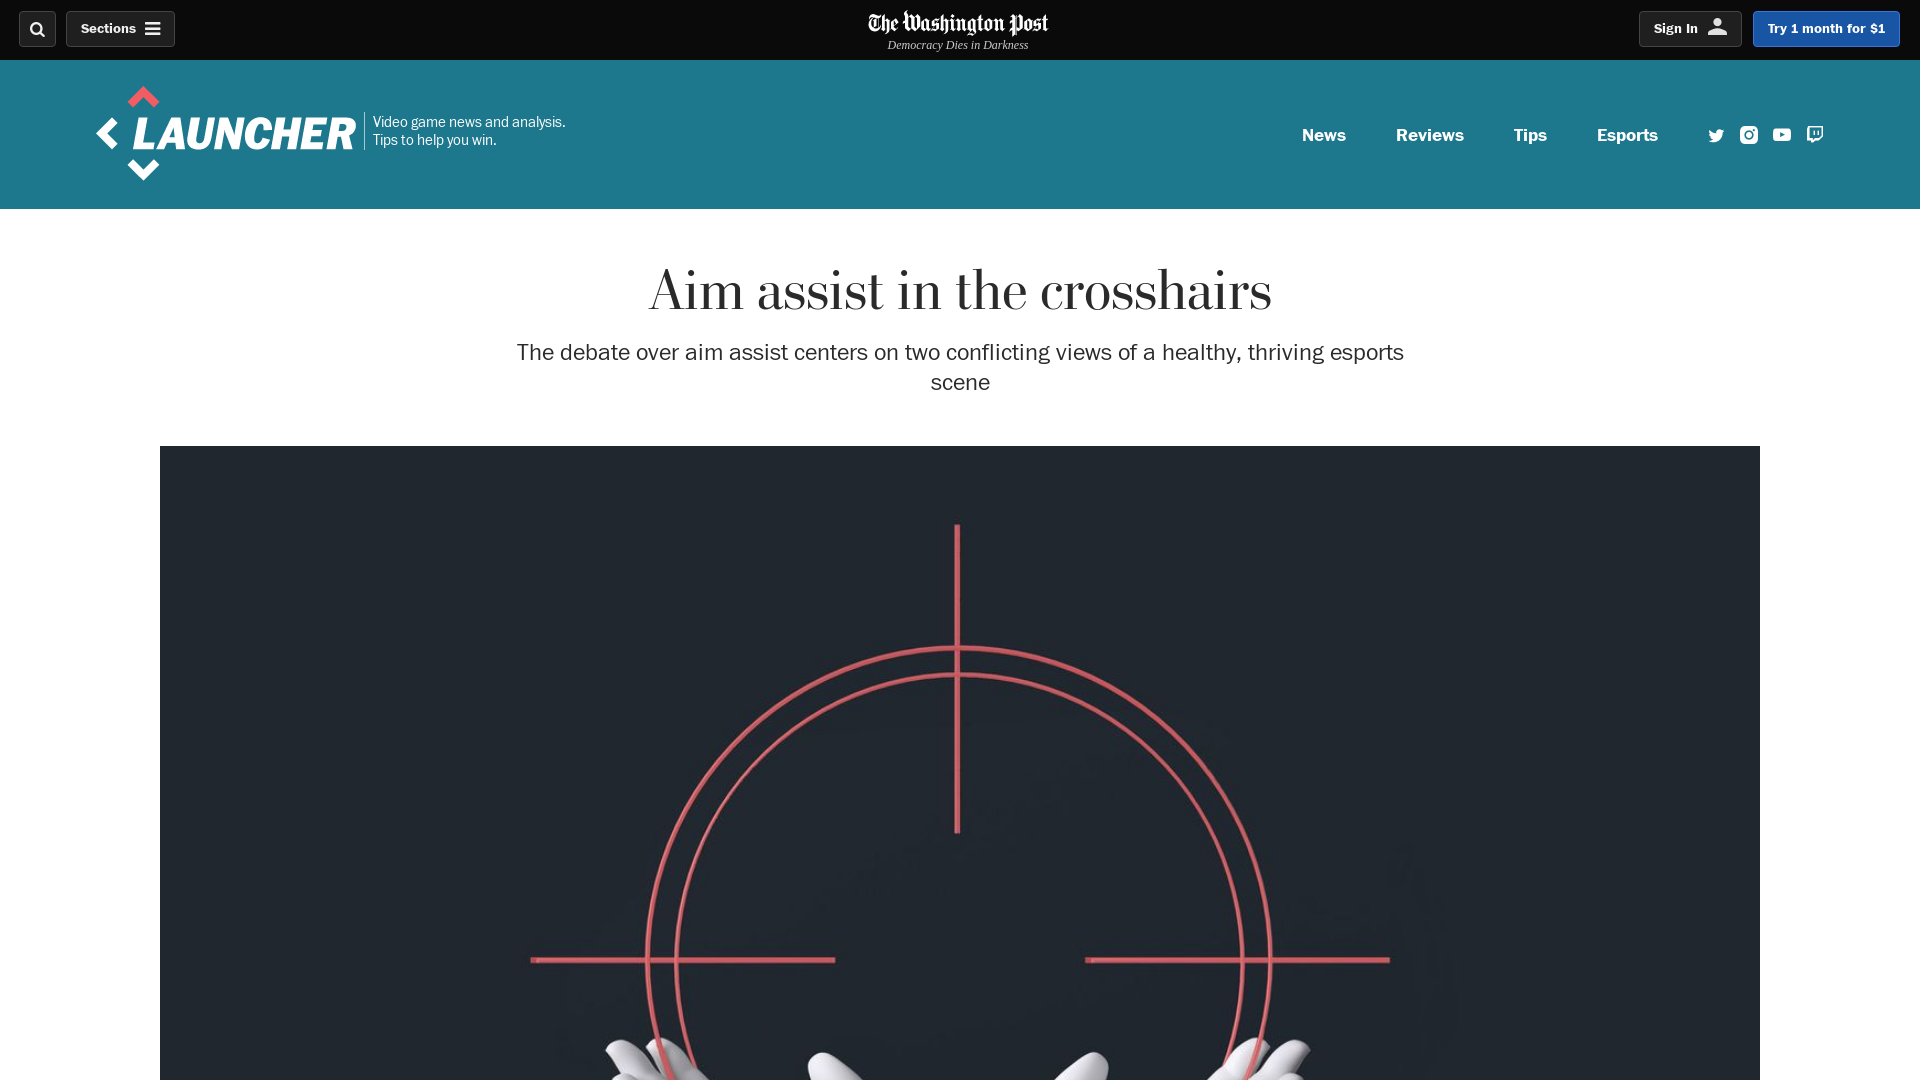 Sections
The Washington Post
Democracy Dies in Darkness
Sign In
Try 1 month for $1
LAUNCHER
Video game news and analysis.
Tips to help you win.
News
Reviews
Tips
Esports
Aim assist in the crosshairs
The debate over aim assist centers on two conflicting views of a healthy, thriving esports
scene